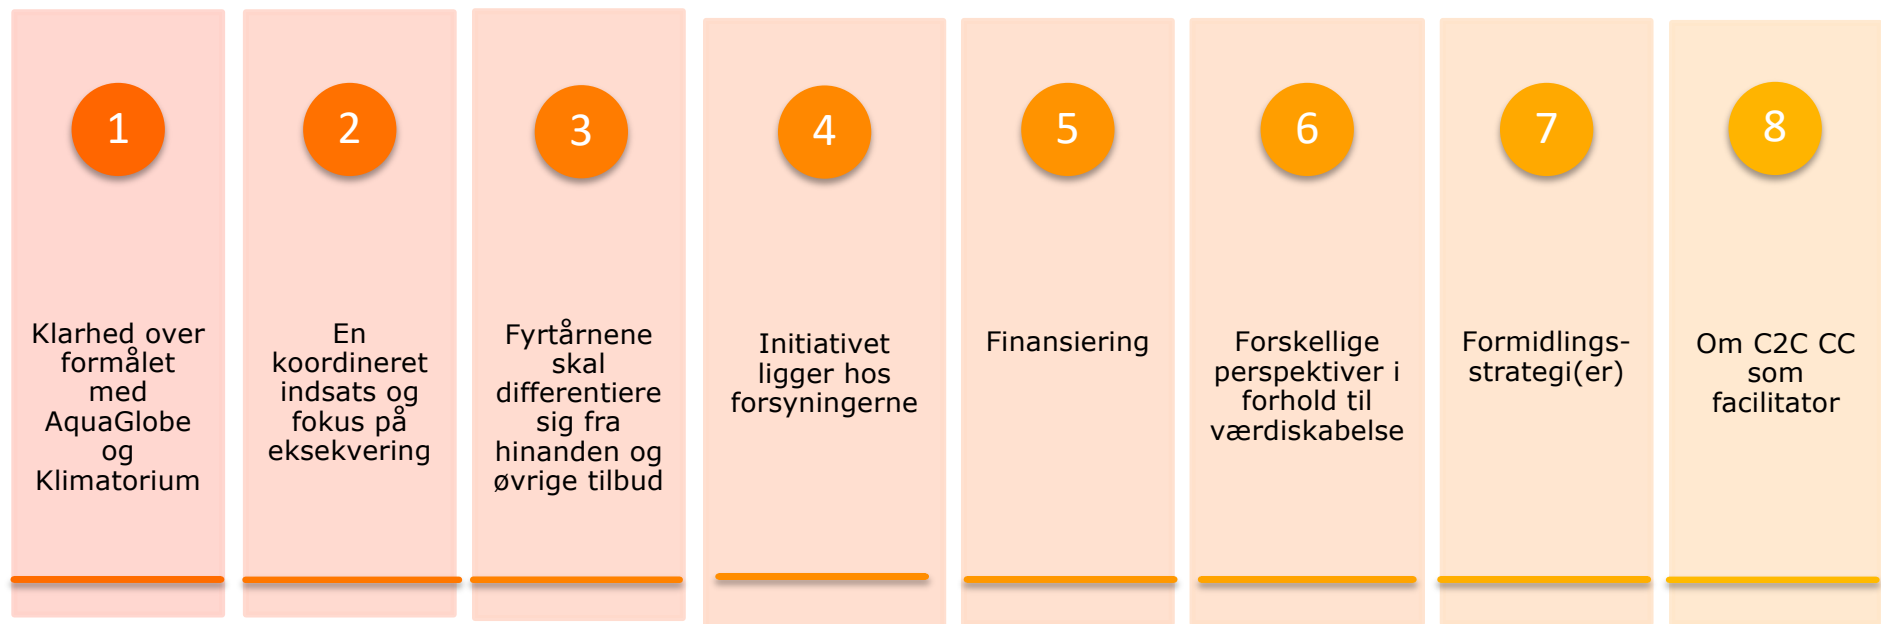 1
Klarhed over
formålet
med
AquaGlobe
og
Klimatorium
2
En
koordineret
indsats og
fokus på
eksekvering
3
Fyrtårnene
skal
differentiere
sig fra
hinanden og
øvrige tilbud
4
Initiativet
ligger hos
forsyningerne
5
Finansiering
6
Forskellige
perspektiver i
forhold til
værdiskabelse
7
Formidlings-
strategi(er)
8
Om C2C CC
som
facilitator